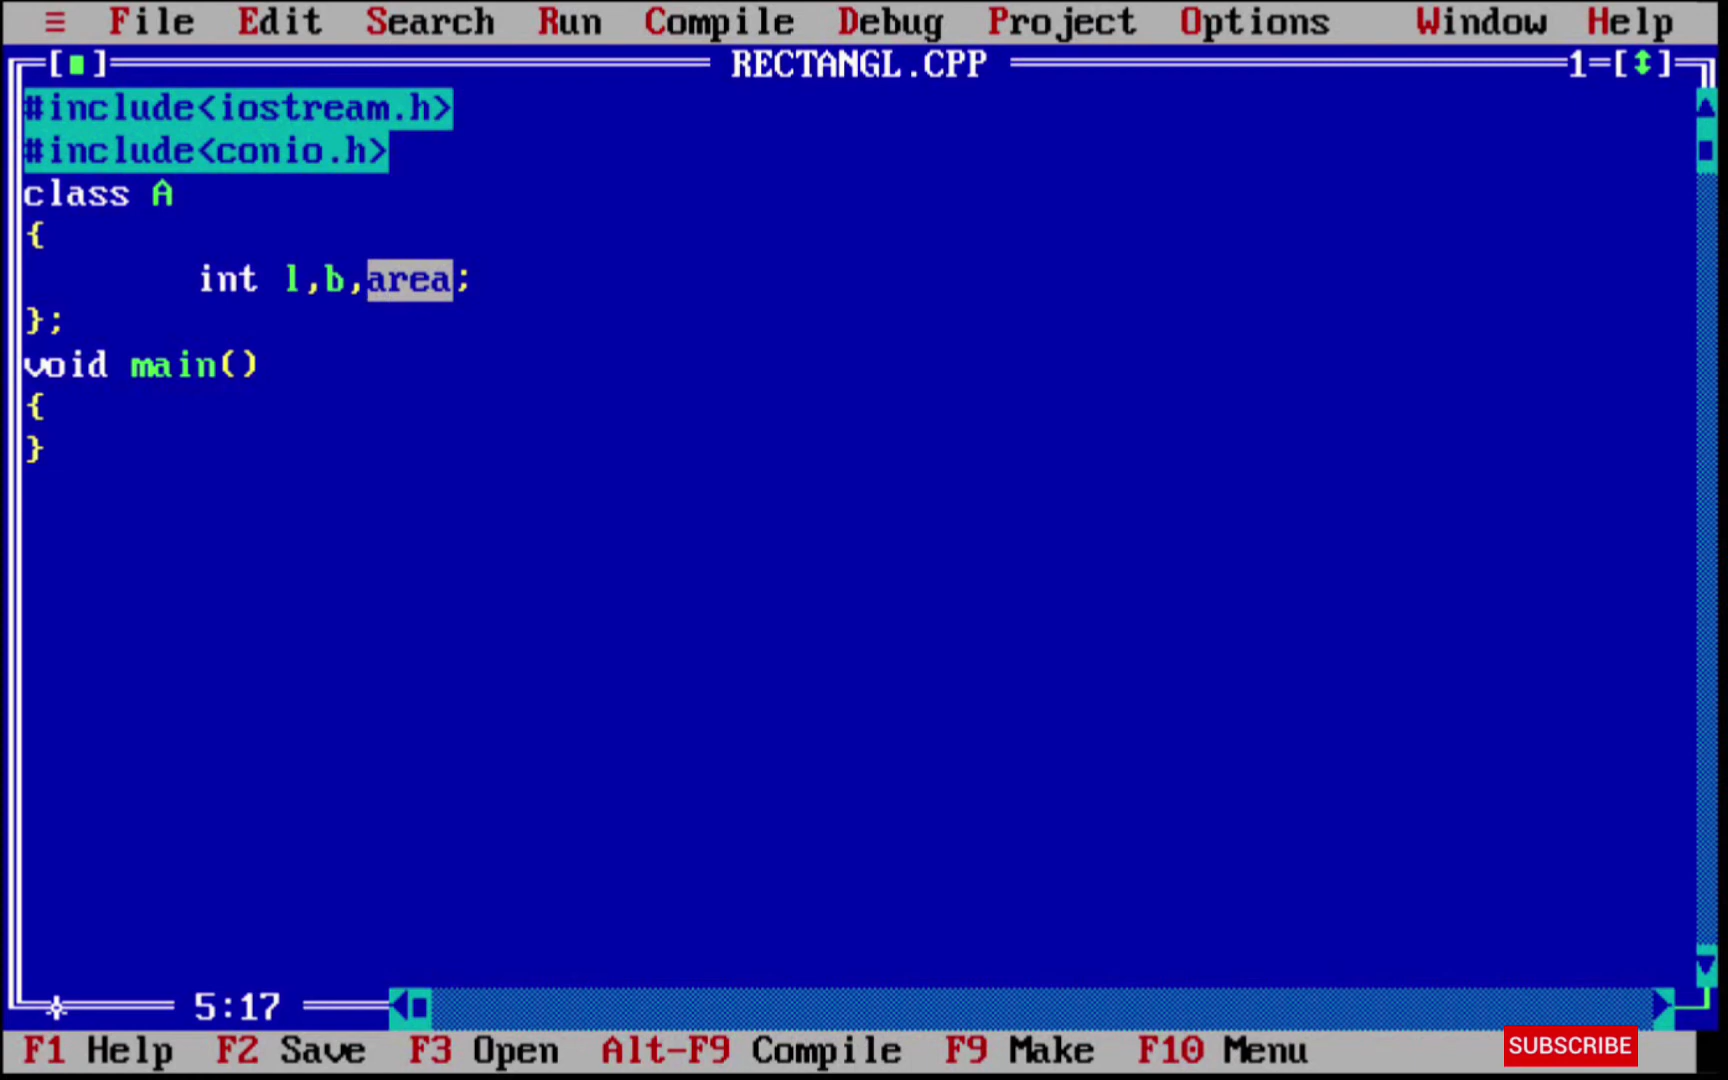 ≡ File Edit Search Run Compile Debug Project Options Window Help
[■] RECTANGL.CPP 1=[↕]
#include<iostream.h>
#include<conio.h>
class A
{
int l,b,area;
};
void main()
{
}
5:17
F1 Help F2 Save F3 Open Alt-F9 Compile F9 Make F10 Menu
SUBSCRIBE